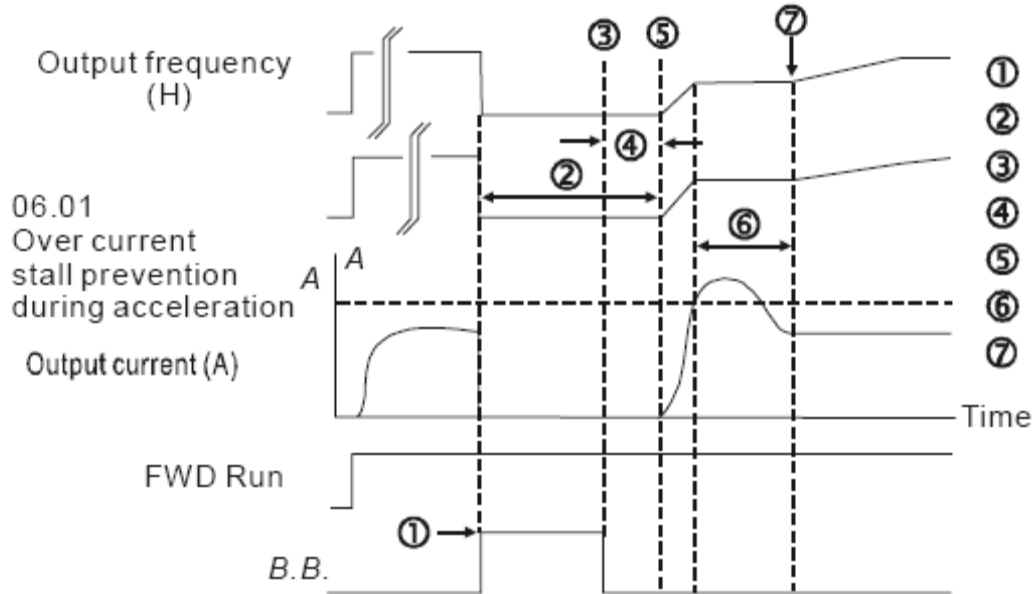 ③ ⑤ ⑦
Output frequency
(H)
①
②
③
④
⑤
⑥
⑦
④
②
⑥
06.01
Over current
stall prevention
during acceleration
A A
Output current (A)
Time
FWD Run
①
B.B.